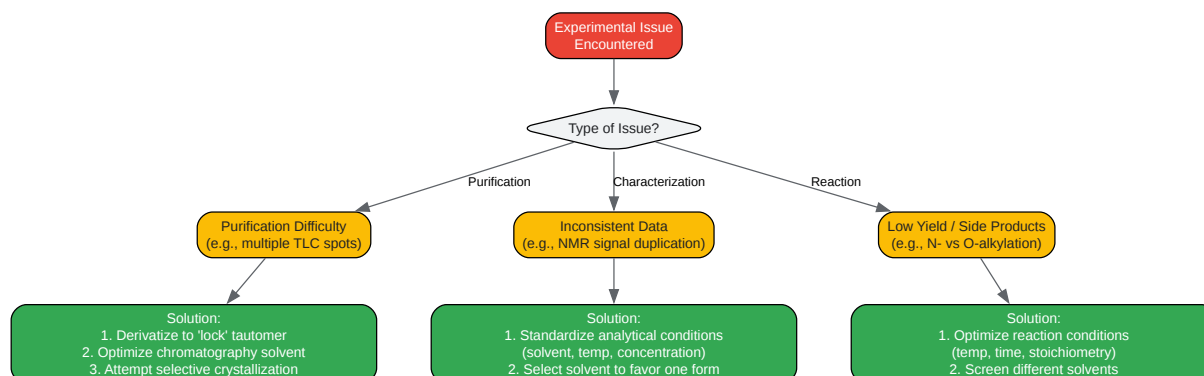 Experimental Issue
Encountered
Type of Issue?
Purification
Characterization
Reaction
Purification Difficulty
(e.g., multiple TLC spots)
Inconsistent Data
(e.g., NMR signal duplication)
Low Yield / Side Products
(e.g., N- vs O-alkylation)
Solution:
1. Derivatize to 'lock' tautomer
2. Optimize chromatography solvent
3. Attempt selective crystallization
Solution:
1. Standardize analytical conditions
(solvent, temp, concentration)
2. Select solvent to favor one form
Solution:
1. Optimize reaction conditions
(temp, time, stoichiometry)
2. Screen different solvents